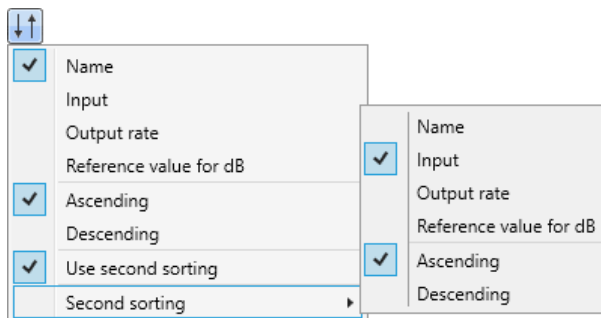 Name
Input
Output rate
Reference value for dB
Ascending
Descending
Use second sorting
Second sorting
Name
Input
Output rate
Reference value for dB
Ascending
Descending